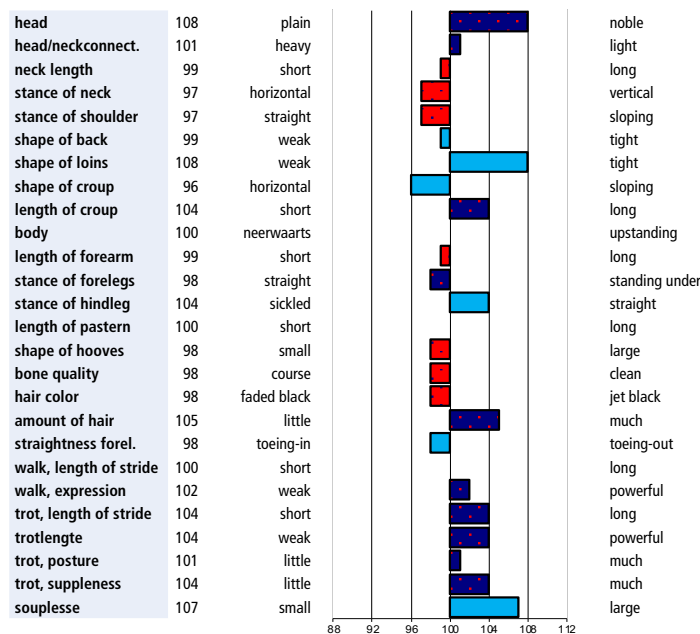 head 108 plain noble
head/neckconnect. 101 heavy light
neck length 99 short long
stance of neck 97 horizontal vertical
stance of shoulder 97 straight sloping
shape of back 99 weak tight
shape of loins 108 weak tight
shape of croup 96 horizontal sloping
length of croup 104 short long
body 100 neerwaarts upstanding
length of forearm 99 short long
stance of forelegs 98 straight standing under
stance of hindleg 104 sickled straight
length of pastern 100 short long
shape of hooves 98 small large
bone quality 98 course clean
hair color 98 faded black jet black
amount of hair 105 little much
straightness forel. 98 toeing-in toeing-out
walk, length of stride 100 short long
walk, expression 102 weak powerful
trot, length of stride 104 short long
trotlengte 104 weak powerful
trot, posture 101 little much
trot, suppleness 104 little much
souplesse 107 small large
88 92 96 100 104 108 112